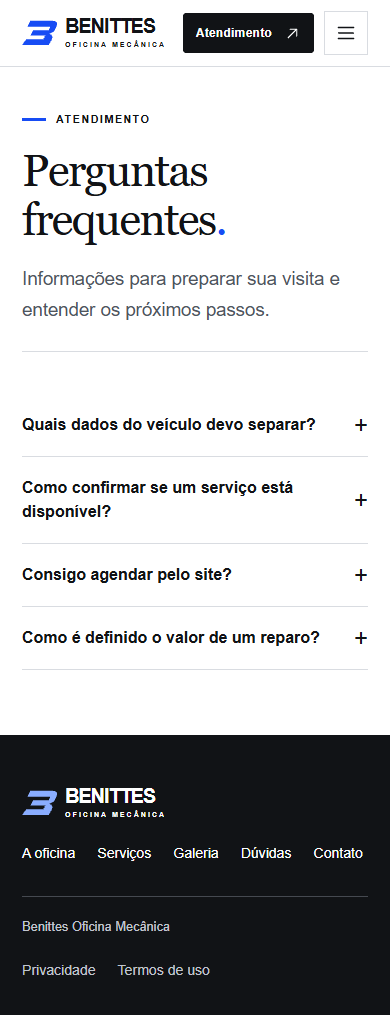 BENITTES
OFICINA MECÂNICA
Atendimento
ATENDIMENTO
Perguntas
frequentes.
Informações para preparar sua visita e
entender os próximos passos.
Quais dados do veículo devo separar?
Como confirmar se um serviço está
disponível?
Consigo agendar pelo site?
Como é definido o valor de um reparo?
BENITTES
OFICINA MECÂNICA
A oficina Serviços Galeria Dúvidas Contato
Benittes Oficina Mecânica
Privacidade Termos de uso